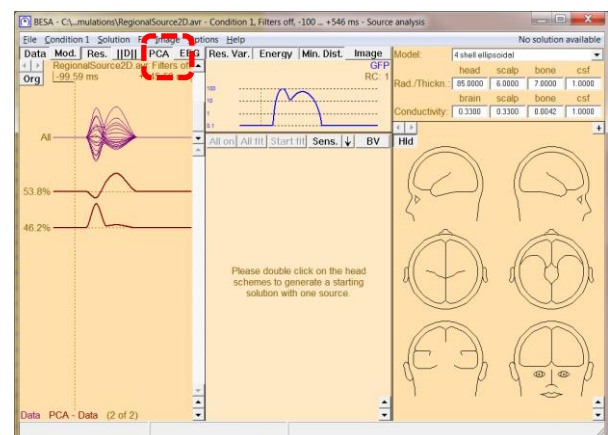 BESA - C:\...mulations\RegionalSource2D.avr - Condition 1, Filters off, -100 ... +546 ms - Source analysis
File Condition 1 Solution Image Options Help No solution available
Data Mod. Res. ||D|| PCA EEG Res. Var. Energy Min. Dist. Image Model: 4 shell ellipsoidal
RegionalSource2D.avr Filters off GFP head scalp bone csf
Org -99.59 ms RC: 1 Rad./Thickn.: 85.0000 6.0000 7.0000 1.0000
100 brain scalp bone csf
10
1 Conductivity: 0.3300 0.3300 0.0042 1.0000
0.1
All All on All fit Start fit Sens. ↓ BV Hld
53.8%
46.2%
Please double click on the head
schemes to generate a starting
solution with one source.
Data PCA - Data (2 of 2)